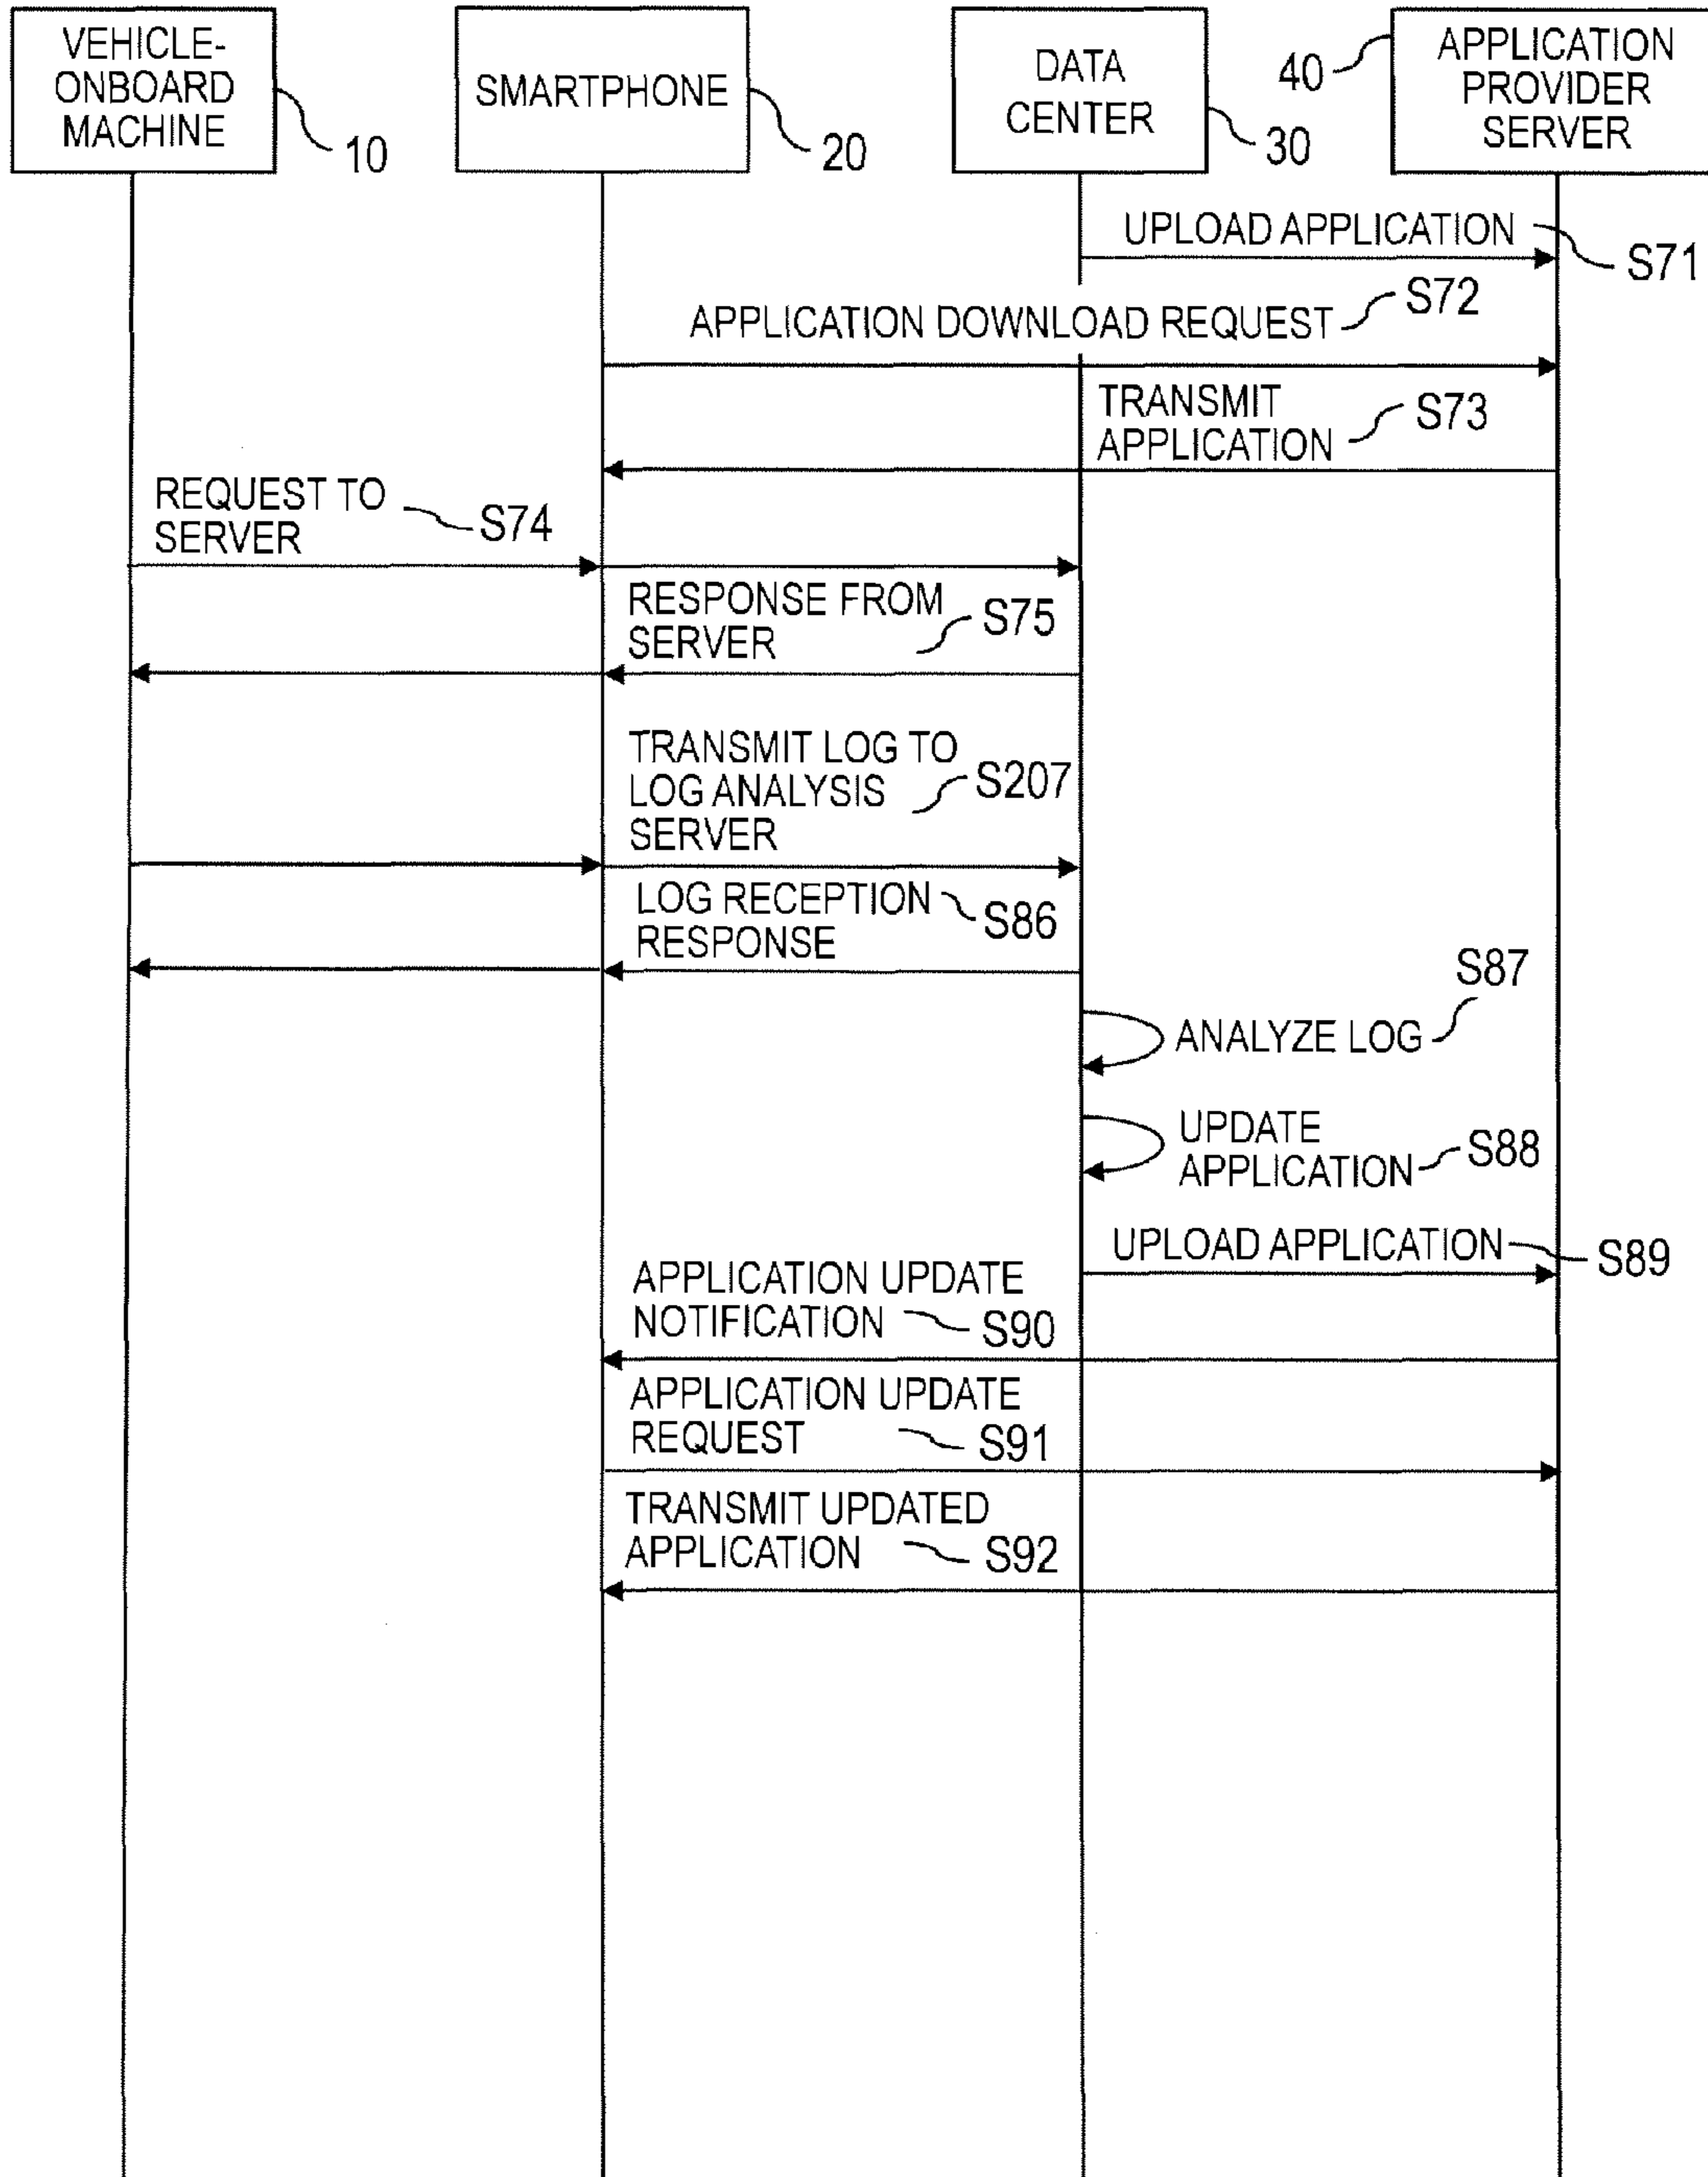 VEHICLE-
ONBOARD
MACHINE
10
SMARTPHONE
20
DATA
CENTER
30
40
APPLICATION
PROVIDER
SERVER
UPLOAD APPLICATION
S71
APPLICATION DOWNLOAD REQUEST
S72
TRANSMIT
APPLICATION
S73
REQUEST TO
SERVER
S74
RESPONSE FROM
SERVER
S75
TRANSMIT LOG TO
LOG ANALYSIS
SERVER
S207
LOG RECEPTION
RESPONSE
S86
S87
ANALYZE LOG
UPDATE
APPLICATION
S88
UPLOAD APPLICATION
S89
APPLICATION UPDATE
NOTIFICATION
S90
APPLICATION UPDATE
REQUEST
S91
TRANSMIT UPDATED
APPLICATION
S92